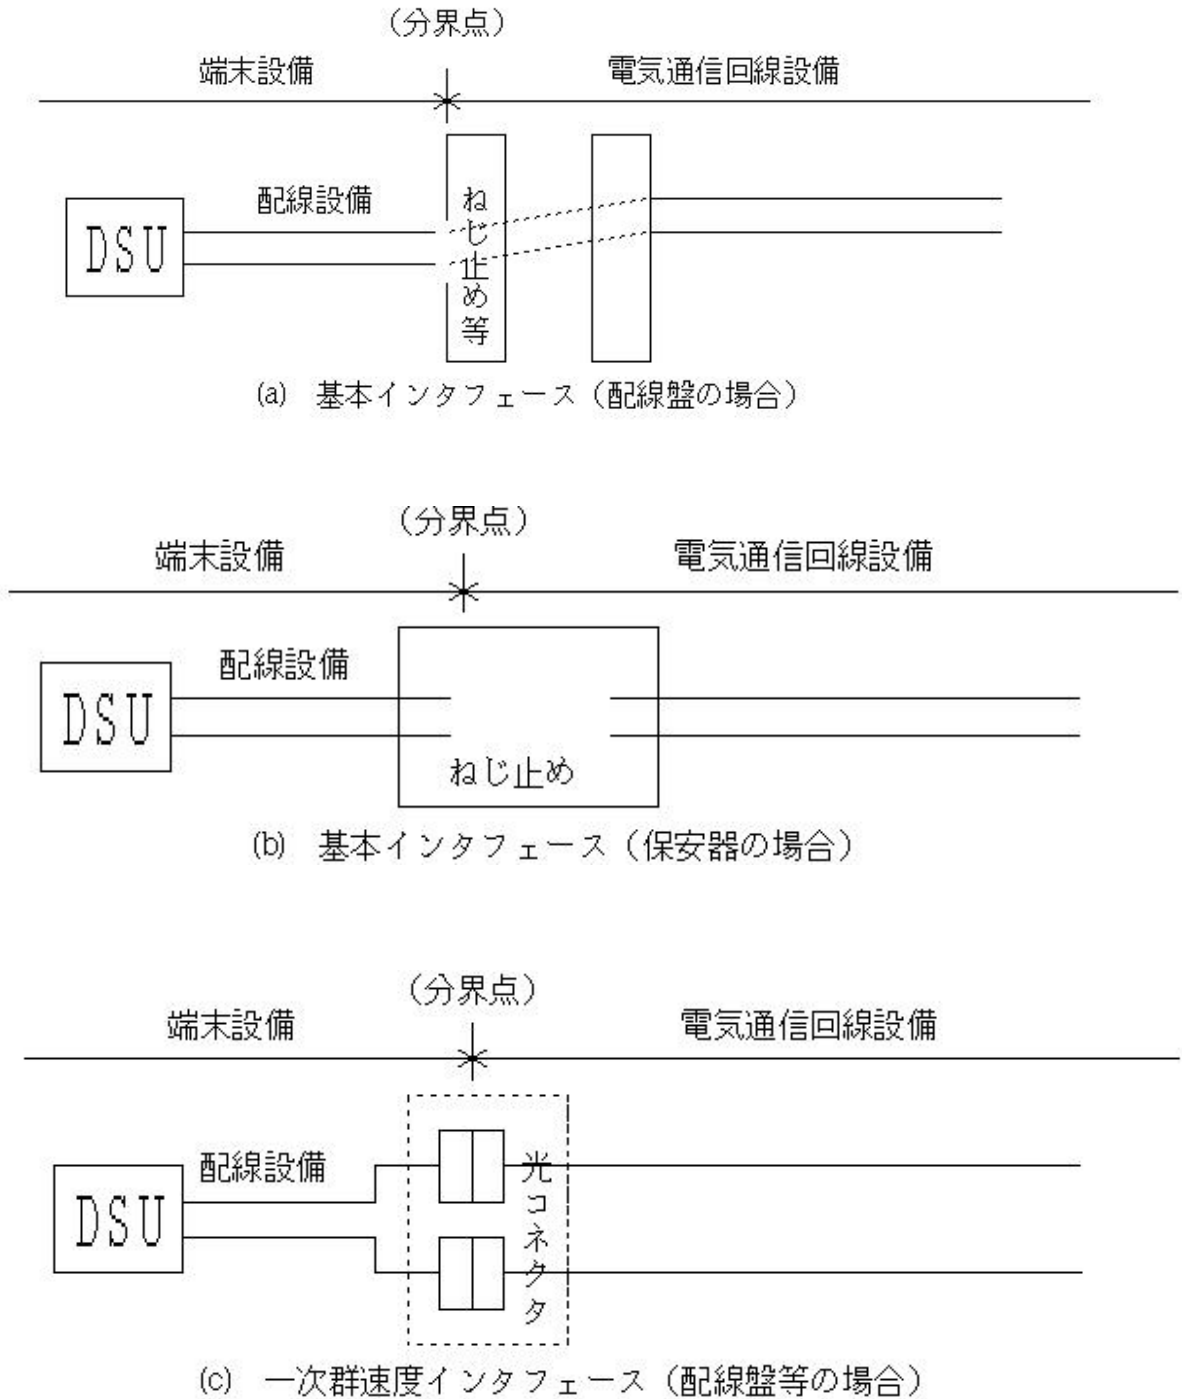 （分界点）
端末設備 電気通信回線設備
配線設備
DSU
ねじ止め等
(a) 基本インタフェース（配線盤の場合）
（分界点）
端末設備 電気通信回線設備
配線設備
DSU
ねじ止め
(b) 基本インタフェース（保安器の場合）
（分界点）
端末設備 電気通信回線設備
配線設備
DSU
光コネクタ
(c) 一次群速度インタフェース（配線盤等の場合）